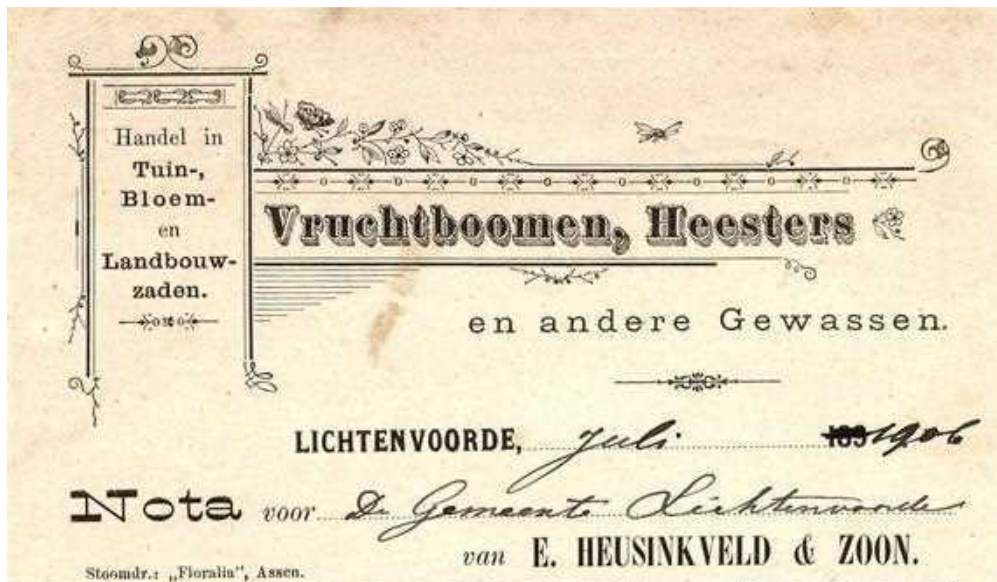 Handel in
Tuin-,
Bloem-
en
Landbouw-
zaden.
Vruchtboomen, Heesters
en andere Gewassen.
LICHTENVOORDE, Juli 189 1906
Nota voor De Gemeente Lichtenvoorde
van E. HEUSINKVELD & ZOON.
Stoomdr.: „Floralia", Assen.